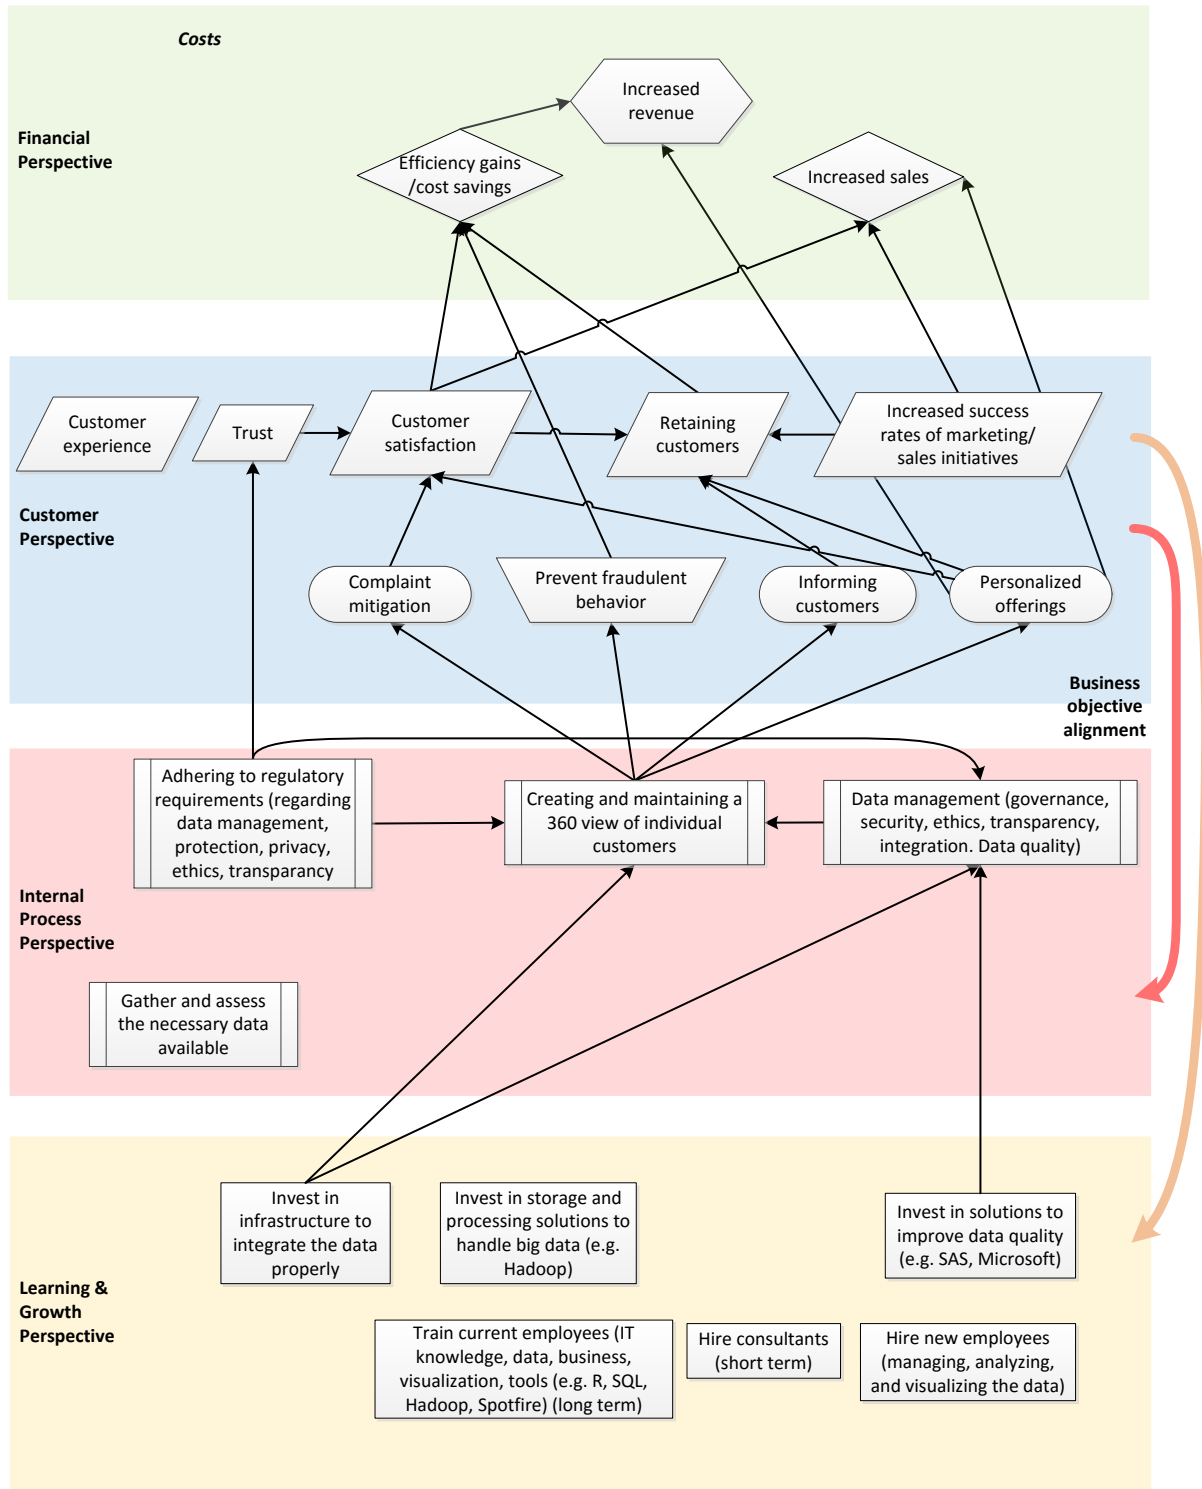 Costs
Financial
Perspective
Increased
revenue
Efficiency gains
/cost savings
Increased sales
Customer
experience
Trust
Customer
satisfaction
Retaining
customers
Increased success
rates of marketing/
sales initiatives
Customer
Perspective
Complaint
mitigation
Prevent fraudulent
behavior
Informing
customers
Personalized
offerings
Business
objective
alignment
Adhering to regulatory
requirements (regarding
data management,
protection, privacy,
ethics, transparancy
Creating and maintaining a
360 view of individual
customers
Data management (governance,
security, ethics, transparency,
integration. Data quality)
Internal
Process
Perspective
Gather and assess
the necessary data
available
Invest in
infrastructure to
integrate the data
properly
Invest in storage and
processing solutions to
handle big data (e.g.
Hadoop)
Invest in solutions to
improve data quality
(e.g. SAS, Microsoft)
Learning &
Growth
Perspective
Train current employees (IT
knowledge, data, business,
visualization, tools (e.g. R, SQL,
Hadoop, Spotfire) (long term)
Hire consultants
(short term)
Hire new employees
(managing, analyzing,
and visualizing the data)